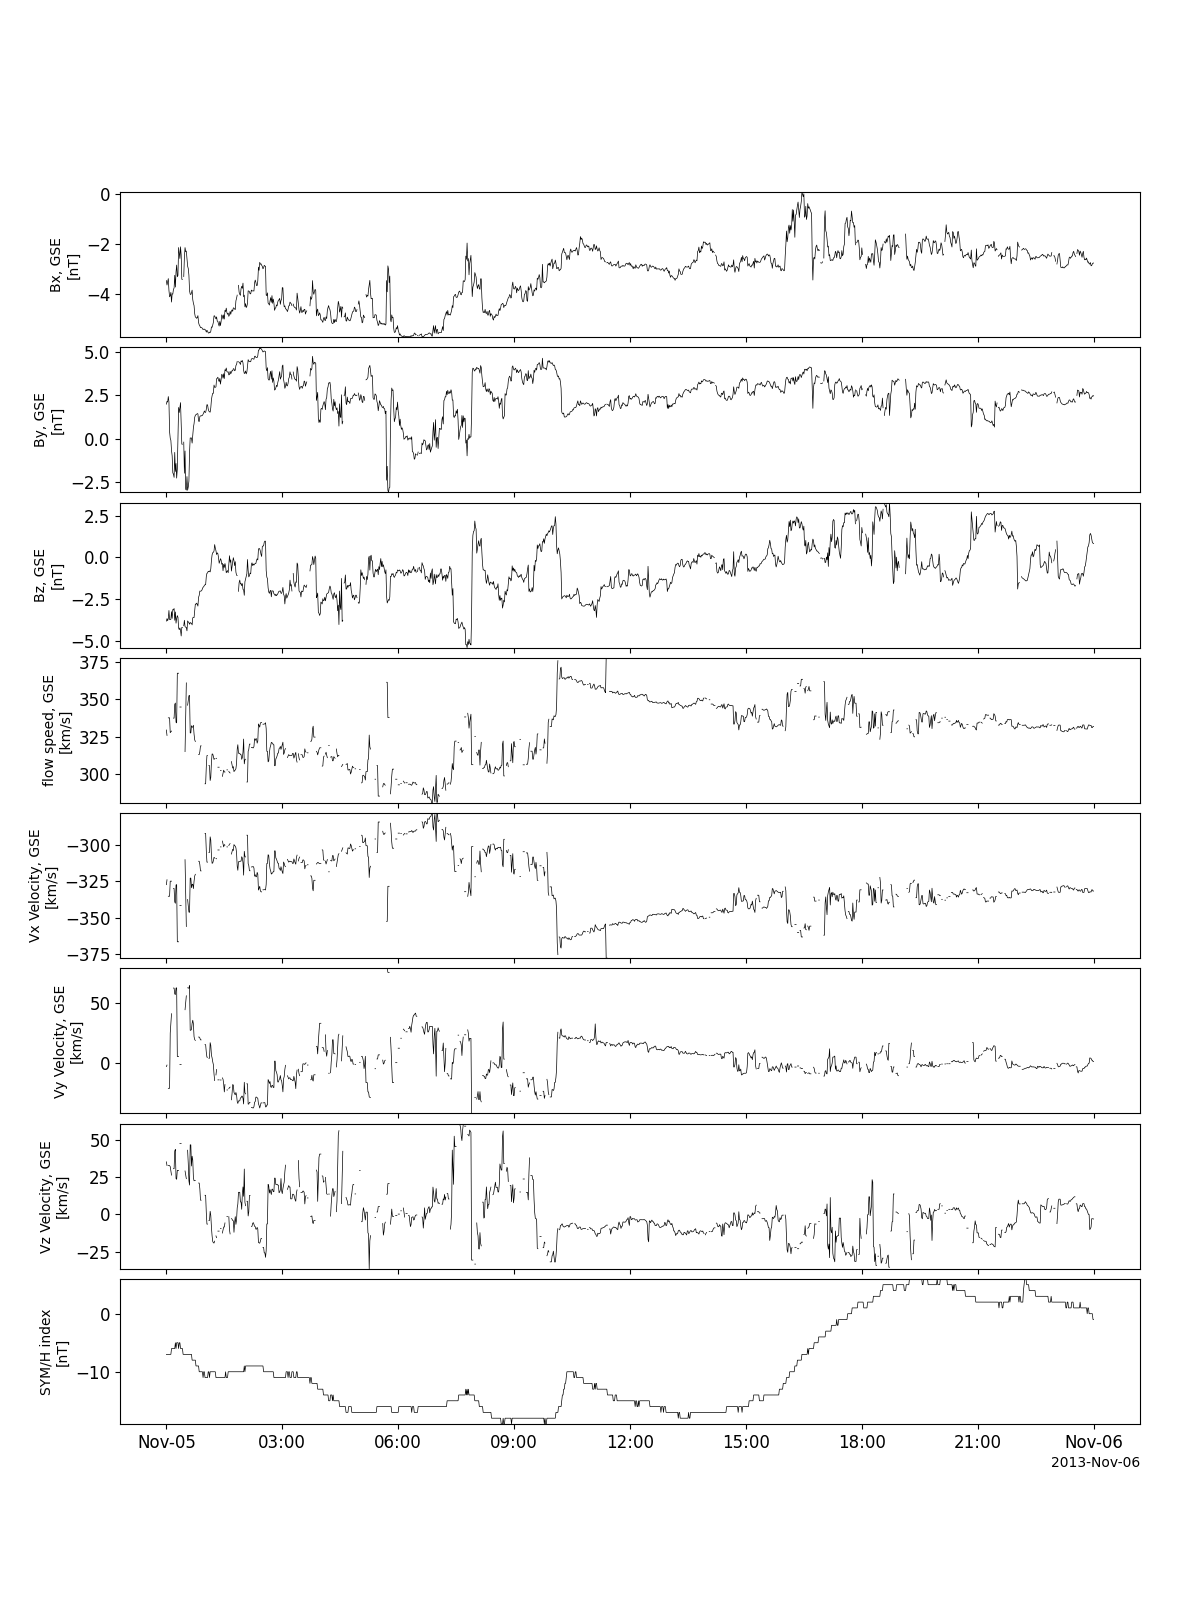 0
−2
−4
Bx, GSE
[nT]
5.0
2.5
0.0
−2.5
By, GSE
[nT]
2.5
0.0
−2.5
−5.0
Bz, GSE
[nT]
375
350
325
300
flow speed, GSE
[km/s]
−300
−325
−350
−375
Vx Velocity, GSE
[km/s]
50
0
Vy Velocity, GSE
[km/s]
50
25
0
−25
Vz Velocity, GSE
[km/s]
0
−10
SYM/H index
[nT]
Nov-05 03:00 06:00 09:00 12:00 15:00 18:00 21:00 Nov-06
2013-Nov-06